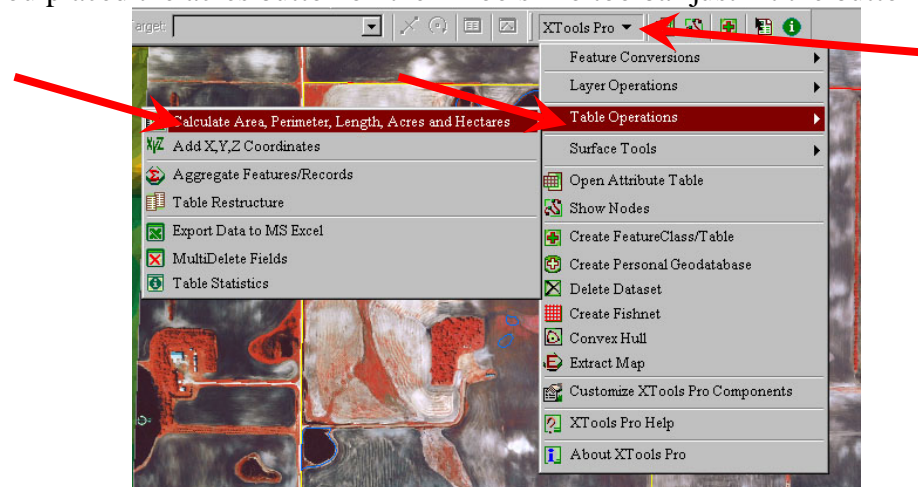 arget:
XTools Pro
Feature Conversions
Layer Operations
Table Operations
Surface Tools
Open Attribute Table
Show Nodes
Create FeatureClass/Table
Create Personal Geodatabase
Delete Dataset
Create Fishnet
Convex Hull
Extract Map
Customize XTools Pro Components
XTools Pro Help
About XTools Pro
Calculate Area, Perimeter, Length, Acres and Hectares
Add X,Y,Z Coordinates
Aggregate Features/Records
Table Restructure
Export Data to MS Excel
MultiDelete Fields
Table Statistics